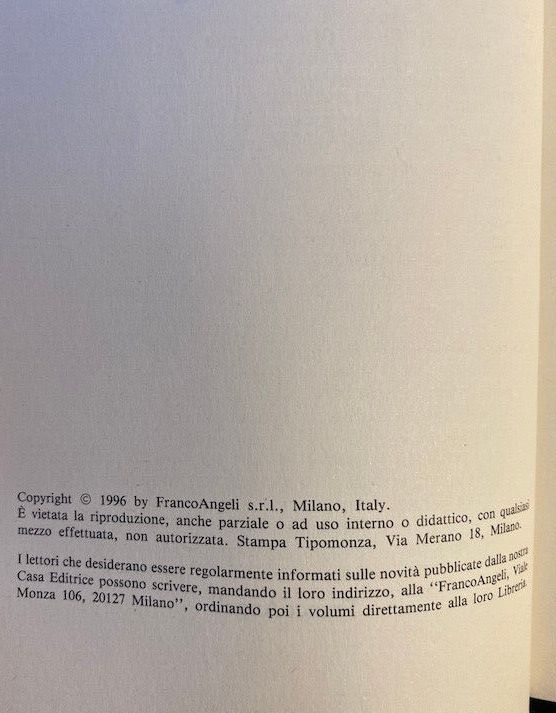 Copyright © 1996 by FrancoAngeli s.r.l., Milano, Italy.
È vietata la riproduzione, anche parziale o ad uso interno o didattico, con qualsiasi
mezzo effettuata, non autorizzata. Stampa Tipomonza, Via Merano 18, Milano.
I lettori che desiderano essere regolarmente informati sulle novità pubblicate dalla nostra
Casa Editrice possono scrivere, mandando il loro indirizzo, alla "FrancoAngeli, Viale
Monza 106, 20127 Milano", ordinando poi i volumi direttamente alla loro Libreria.